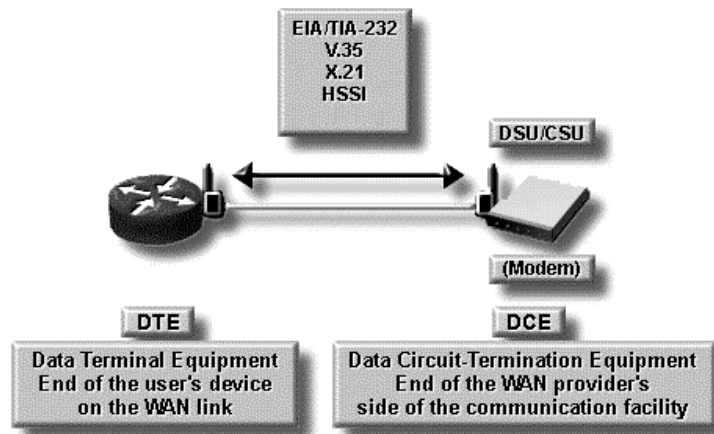 EIA/TIA-232
V.35
X.21
HSSI
DSU/CSU
(Modem)
DTE
Data Terminal Equipment
End of the user's device
on the WAN link
DCE
Data Circuit-Termination Equipment
End of the WAN provider's
side of the communication facility